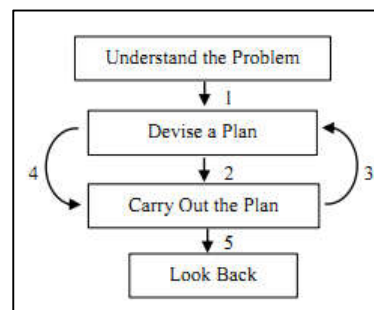 Understand the Problem
1
Devise a Plan
4
2
3
Carry Out the Plan
5
Look Back